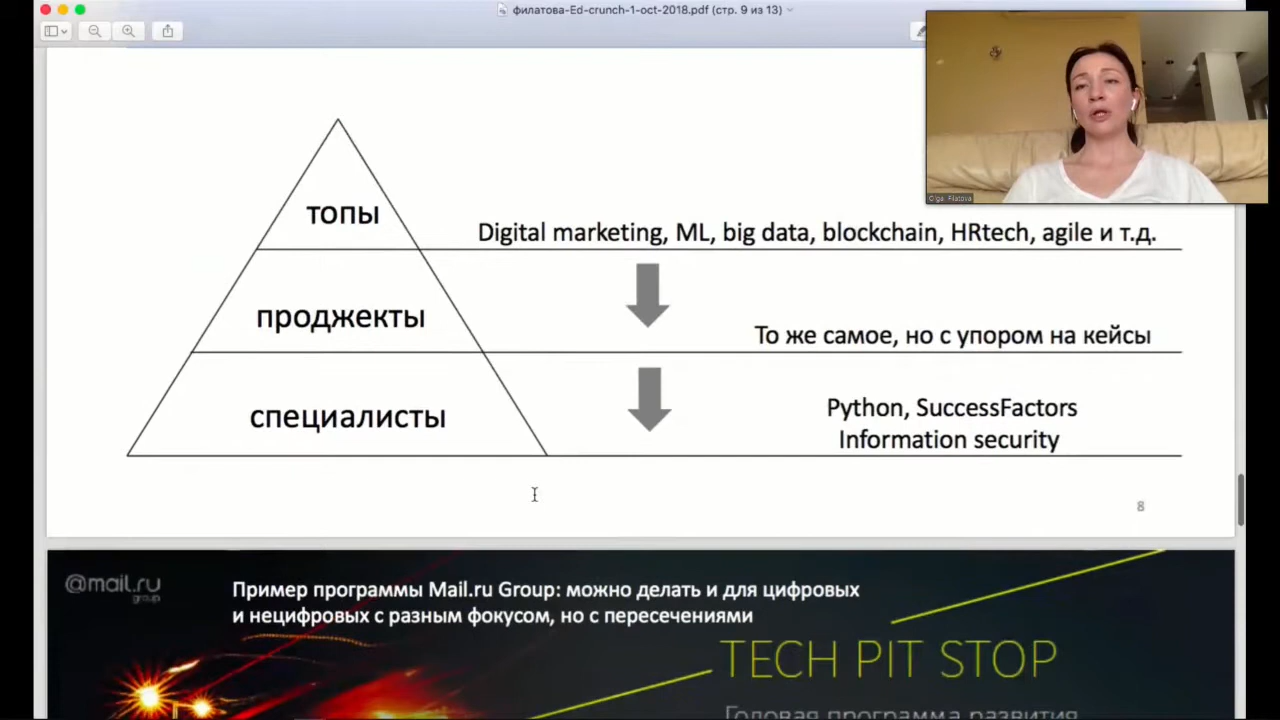 филатова-Ed-crunch-1-oct-2018.pdf (стр. 9 из 13)
Olga Filatova
топы
Digital marketing, ML, big data, blockchain, HRtech, agile и т.д.
проджекты
То же самое, но с упором на кейсы
специалисты
Python, SuccessFactors
Information security
8
@mail.ru
group
Пример программы Mail.ru Group: можно делать и для цифровых
и нецифровых с разным фокусом, но с пересечениями
TECH PIT STOP
Годовая программа развития